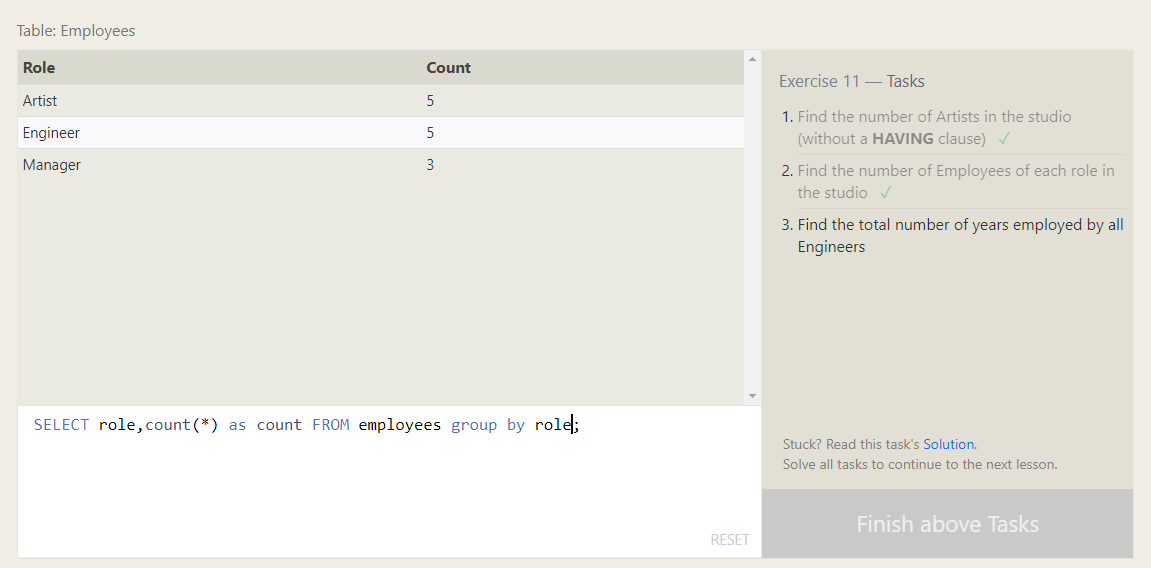 Table: Employees
Role Count
Artist 5
Engineer 5
Manager 3
SELECT role,count(*) as count FROM employees group by role;
RESET
Exercise 11 — Tasks
1. Find the number of Artists in the studio
(without a HAVING clause) ✓
2. Find the number of Employees of each role in
the studio ✓
3. Find the total number of years employed by all
Engineers
Stuck? Read this task's Solution.
Solve all tasks to continue to the next lesson.
Finish above Tasks